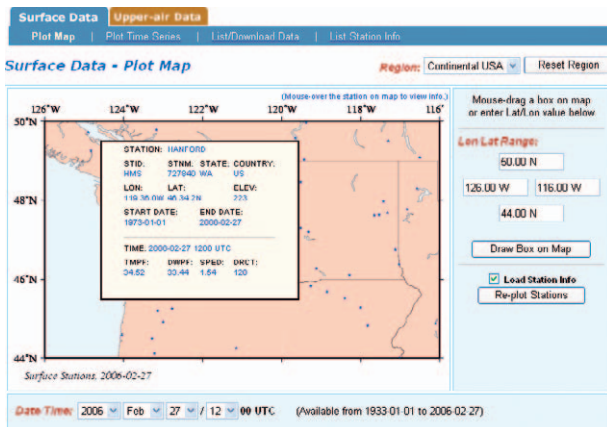 Surface Data Upper-air Data
Plot Map | Plot Time Series | List/Download Data | List Station Info
Surface Data - Plot Map
Region: Continental USA Reset Region
(Mouse-over the station on map to view info.)
126°W 124°W 122°W 120°W 118°W 116°
50°N
48°N
46°N
44°N
STATION: HANFORD
STID: STNM: STATE: COUNTRY:
HMS 727840 WA US
LON: LAT: ELEV:
119.36.0W 46.34.2N 223
START DATE: END DATE:
1973-01-01 2000-02-27
TIME: 2000-02-27 1200 UTC
TMPF: DWPF: SPED: DRCT:
34.52 33.44 1.54 120
Surface Stations, 2006-02-27
Mouse-drag a box on map
or enter Lat/Lon value below
Lon Lat Range:
50.00 N
126.00 W 116.00 W
44.00 N
Draw Box on Map
Load Station Info
Re-plot Stations
Date Time: 2006 Feb 27 / 12 00 UTC (Available from 1933-01-01 to 2006-02-27)